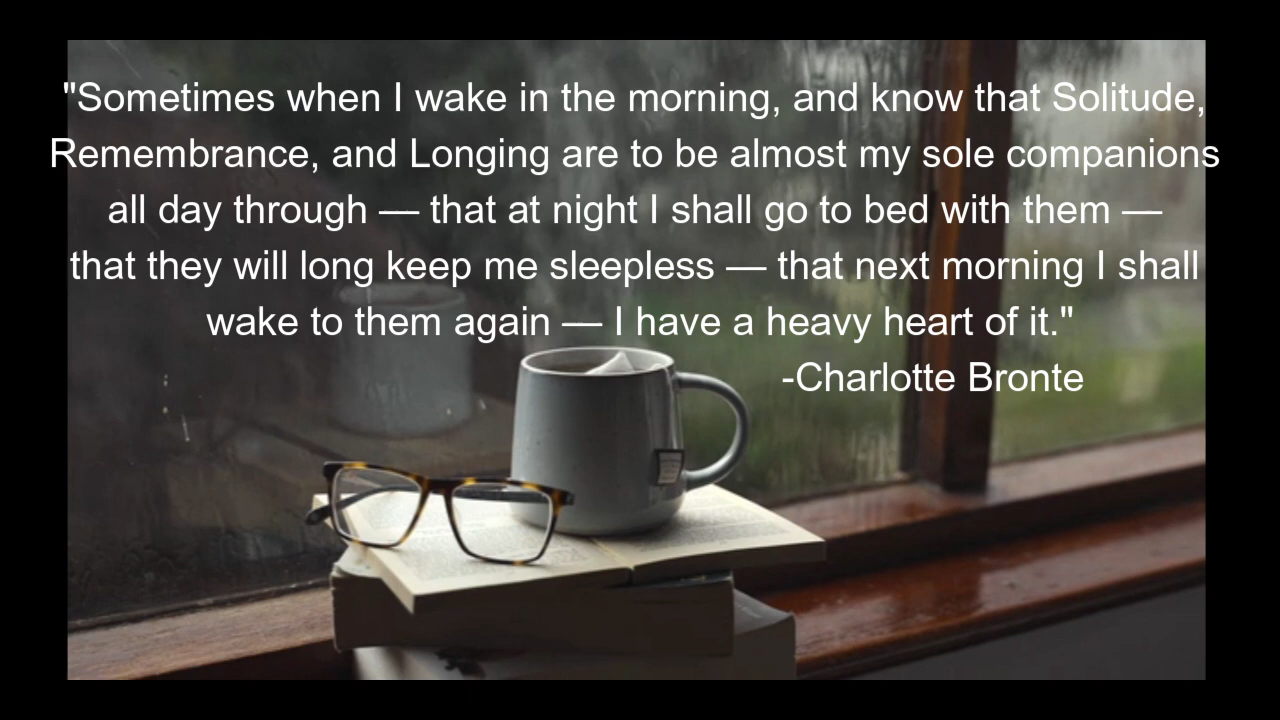 "Sometimes when I wake in the morning, and know that Solitude,
Remembrance, and Longing are to be almost my sole companions
all day through — that at night I shall go to bed with them —
that they will long keep me sleepless — that next morning I shall
wake to them again — I have a heavy heart of it."
-Charlotte Bronte